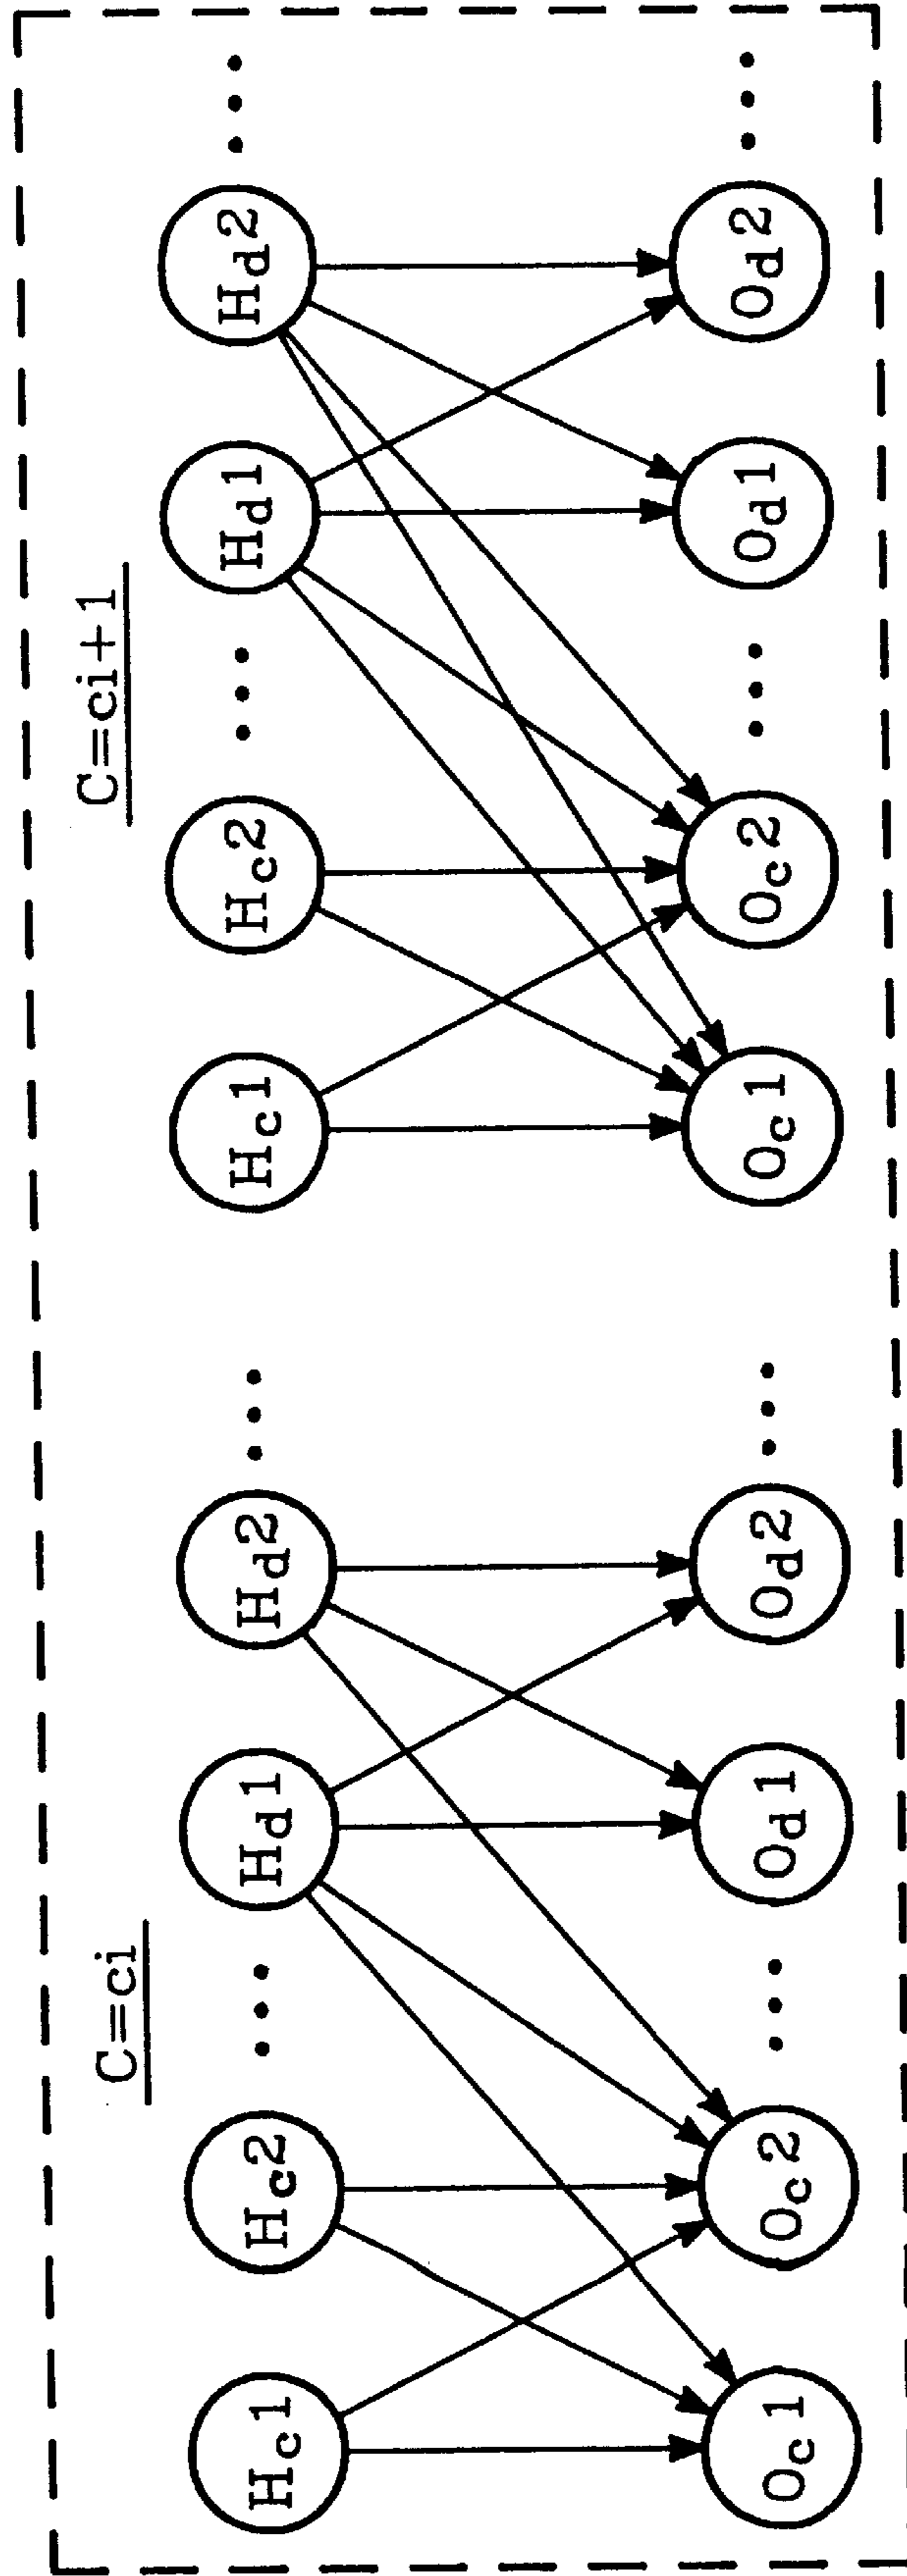 C=ci
Hc1 Hc2 ... Hd1 Hd2 ...
Oc1 Oc2 ... Od1 Od2 ...
C=ci+1
Hc1 Hc2 ... Hd1 Hd2 ...
Oc1 Oc2 ... Od1 Od2 ...